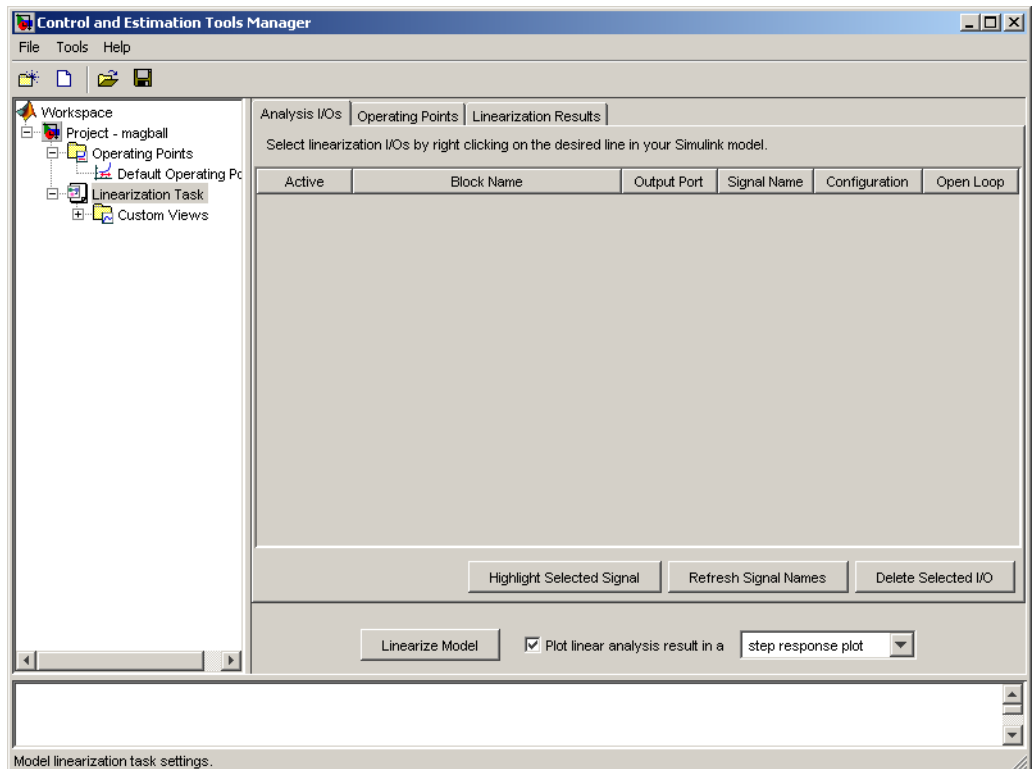 Control and Estimation Tools Manager
File Tools Help
Workspace
Project - magball
Operating Points
Default Operating Po
Linearization Task
Custom Views
Analysis I/Os Operating Points Linearization Results
Select linearization I/Os by right clicking on the desired line in your Simulink model.
Active Block Name Output Port Signal Name Configuration Open Loop
Highlight Selected Signal Refresh Signal Names Delete Selected I/O
Linearize Model Plot linear analysis result in a step response plot
Model linearization task settings.